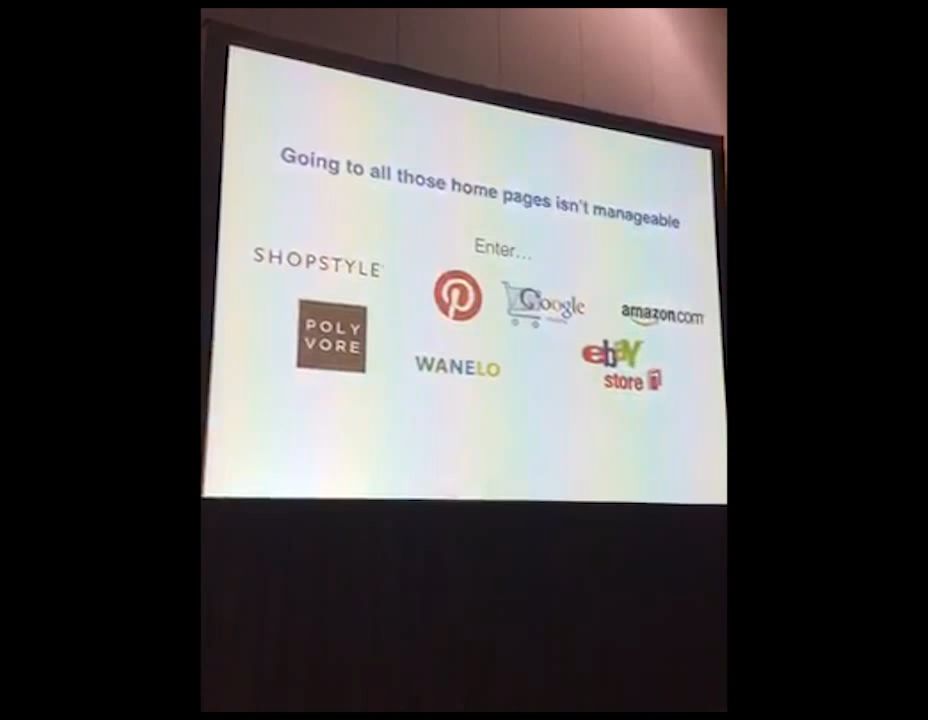 Going to all those home pages isn't manageable
Enter...
SHOPSTYLE
Google
amazon.com
POLY
VORE
WANELO
ebay
store